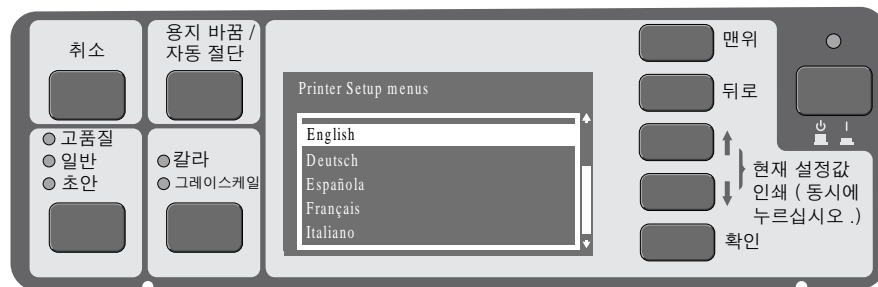 취소
용지 바꿈 /
자동 절단
고품질
일반
초안
칼라
그레이스케일
Printer Setup menus
English
Deutsch
Española
Français
Italiano
맨위
뒤로
현재 설정값
인쇄 ( 동시에
누르십시오 .)
확인